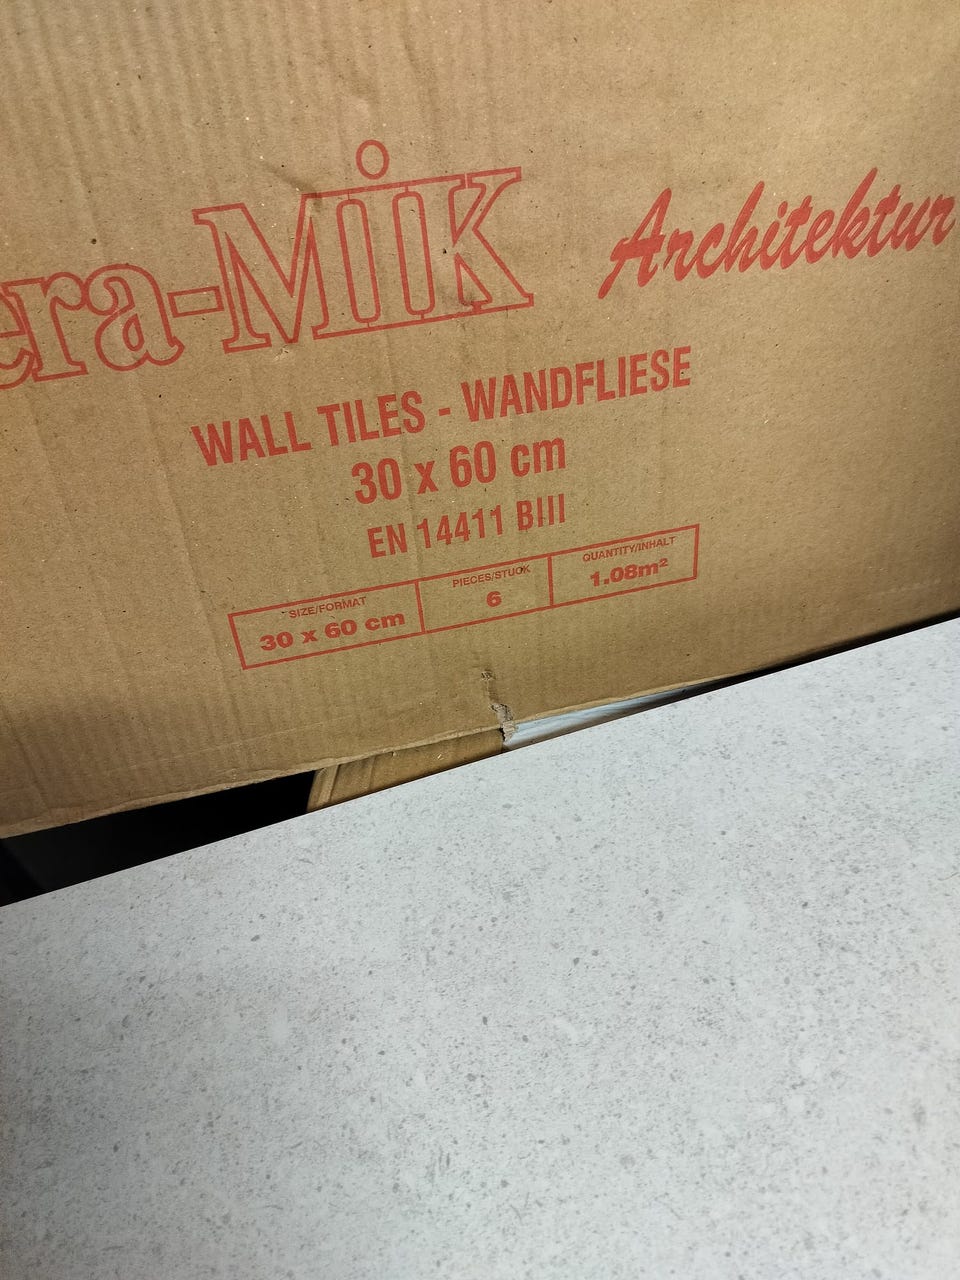 era-MiK Architektur
WALL TILES - WANDFLIESE
30 x 60 cm
EN 14411 BIII
SIZE/FORMAT PIECES/STUCK QUANTITY/INHALT
30 x 60 cm 6 1.08m²